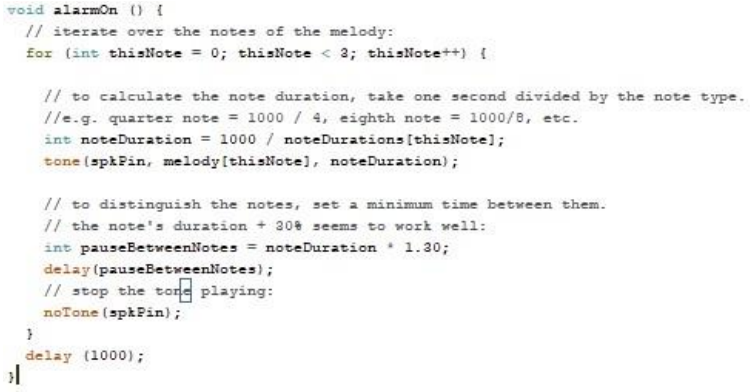 void alarmOn () {
// iterate over the notes of the melody:
for (int thisNote = 0; thisNote < 3; thisNote++) {
// to calculate the note duration, take one second divided by the note type.
//e.g. quarter note = 1000 / 4, eighth note = 1000/8, etc.
int noteDuration = 1000 / noteDurations[thisNote];
tone(spkPin, melody[thisNote], noteDuration);
// to distinguish the notes, set a minimum time between them.
// the note's duration + 30% seems to work well:
int pauseBetweenNotes = noteDuration * 1.30;
delay(pauseBetweenNotes);
// stop the tone playing:
noTone(spkPin);
}
delay (1000);
}